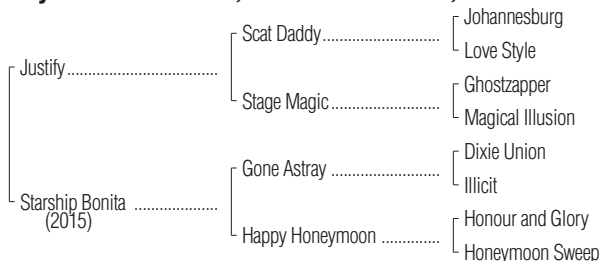 Johannesburg
Scat Daddy
Love Style
Justify
Ghostzapper
Stage Magic
Magical Illusion
Dixie Union
Gone Astray
Illicit
Starship Bonita
(2015)
Honour and Glory
Happy Honeymoon
Honeymoon Sweep